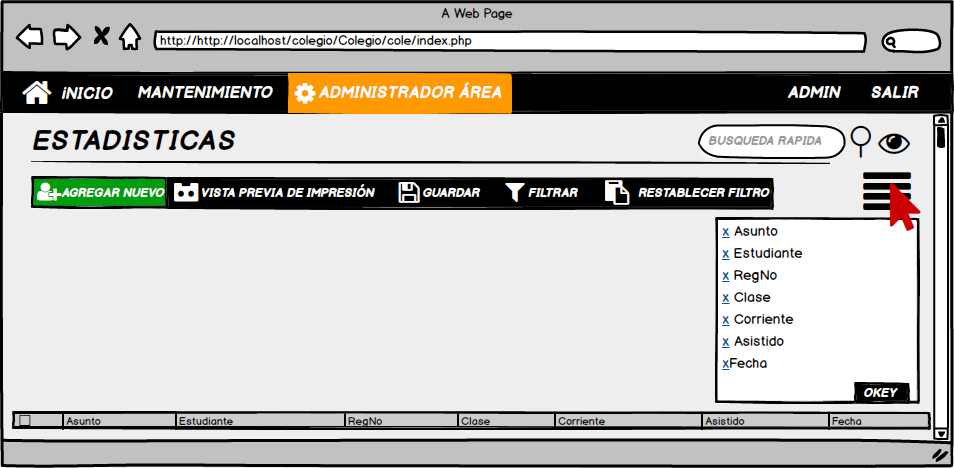 A Web Page
http://http://localhost/colegio/Colegio/cole/index.php
iNICIO MANTENIMIENTO ADMINISTRADOR ÁREA ADMIN SALIR
ESTADISTICAS BUSQUEDA RAPIDA
AGREGAR NUEVO VISTA PREVIA DE IMPRESIÓN GUARDAR FILTRAR RESTABLECER FILTRO
x Asunto
x Estudiante
x RegNo
x Clase
x Corriente
x Asistido
xFecha
OKEY
Asunto Estudiante RegNo Clase Corriente Asistido Fecha